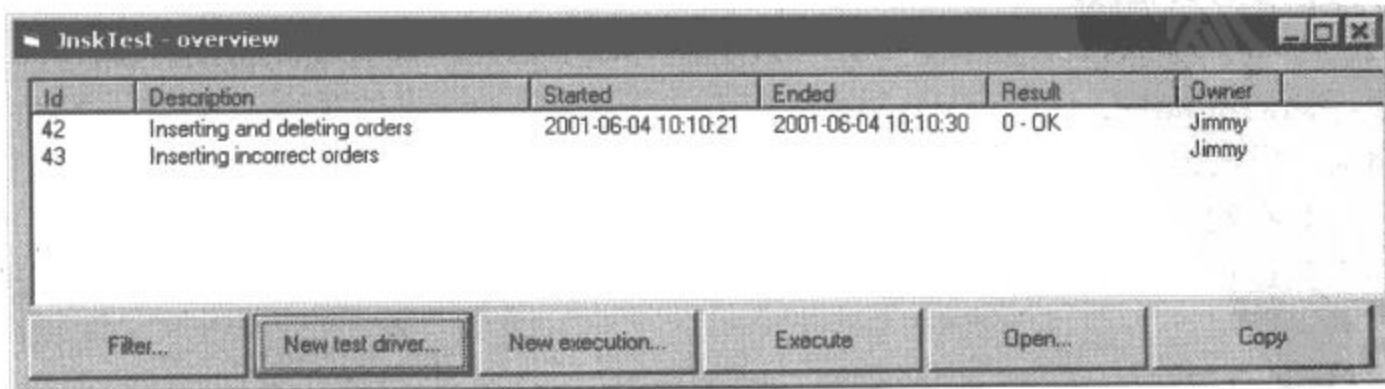 JnskTest - overview
Id Description Started Ended Result Owner
42 Inserting and deleting orders 2001-06-04 10:10:21 2001-06-04 10:10:30 0 - OK Jimmy
43 Inserting incorrect orders Jimmy
Filter... New test driver... New execution... Execute Open... Copy